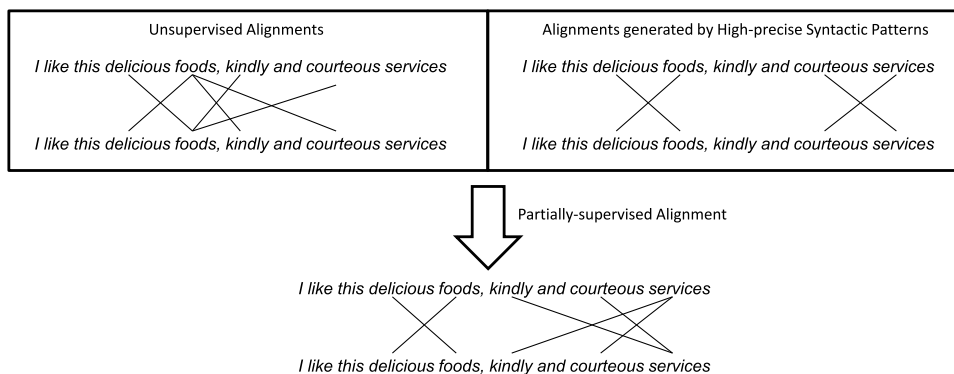 Unsupervised Alignments
I like this delicious foods, kindly and courteous services
I like this delicious foods, kindly and courteous services
Alignments generated by High-precise Syntactic Patterns
I like this delicious foods, kindly and courteous services
I like this delicious foods, kindly and courteous services
Partially-supervised Alignment
I like this delicious foods, kindly and courteous services
I like this delicious foods, kindly and courteous services